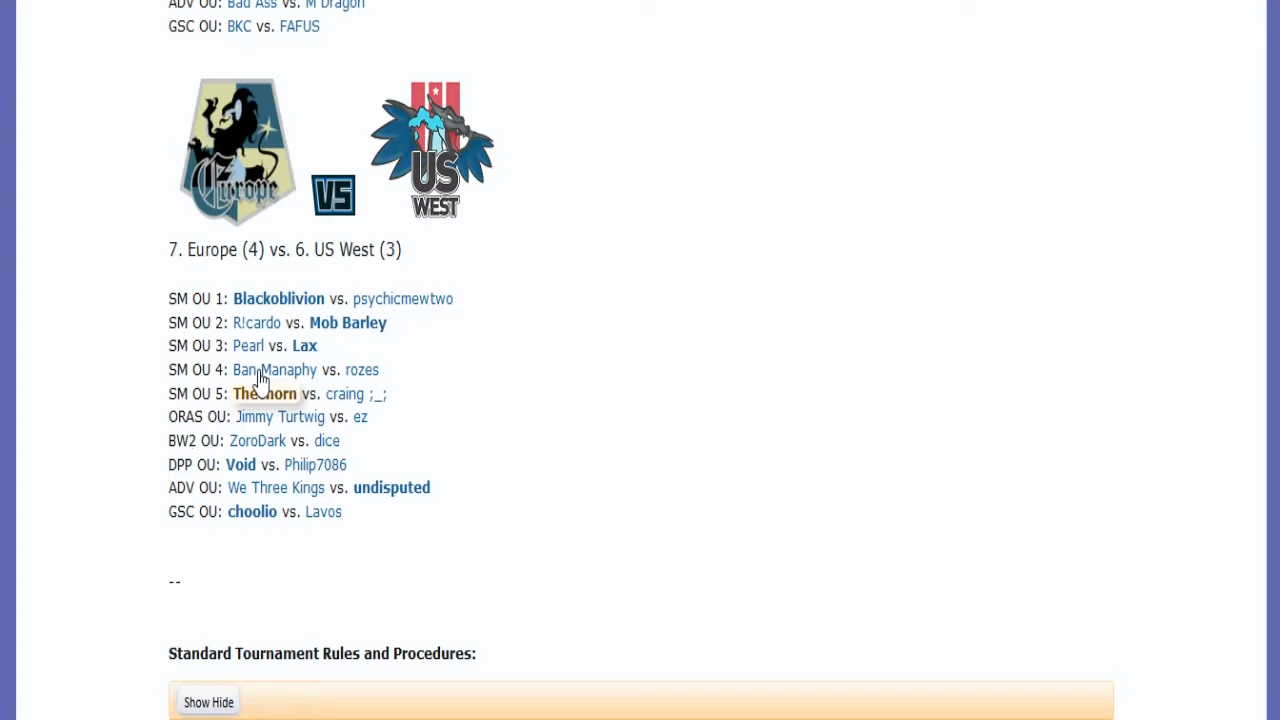 ADV OU: Bad Ass vs. M Dragon
GSC OU: BKC vs. FAFUS
Europe
VS
US
WEST
7. Europe (4) vs. 6. US West (3)
SM OU 1: Blackoblivion vs. psychicmewtwo
SM OU 2: R!cardo vs. Mob Barley
SM OU 3: Pearl vs. Lax
SM OU 4: Ban Manaphy vs. rozes
SM OU 5: The horn vs. craing ;_;
ORAS OU: Jimmy Turtwig vs. ez
BW2 OU: ZoroDark vs. dice
DPP OU: Void vs. Philip7086
ADV OU: We Three Kings vs. undisputed
GSC OU: choolio vs. Lavos
--
Standard Tournament Rules and Procedures:
Show Hide